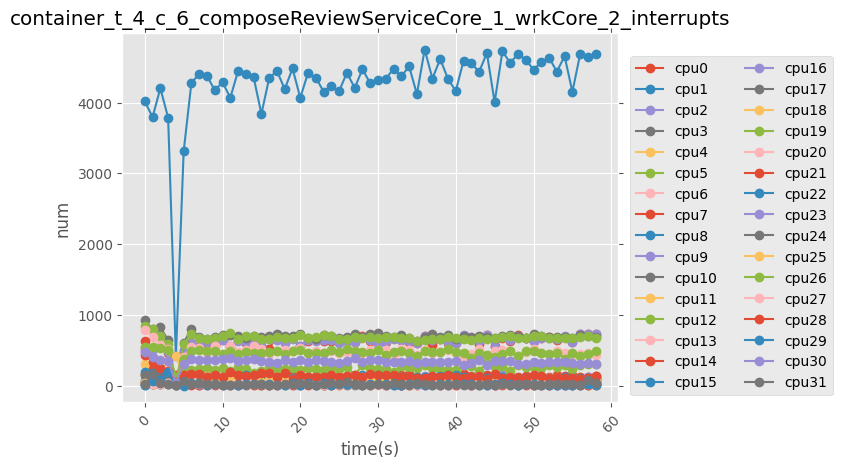 container_t_4_c_6_composeReviewServiceCore_1_wrkCore_2_interrupts
num
4000
3000
2000
1000
0
0
10
20
30
40
50
60
time(s)
cpu0
cpu1
cpu2
cpu3
cpu4
cpu5
cpu6
cpu7
cpu8
cpu9
cpu10
cpu11
cpu12
cpu13
cpu14
cpu15
cpu16
cpu17
cpu18
cpu19
cpu20
cpu21
cpu22
cpu23
cpu24
cpu25
cpu26
cpu27
cpu28
cpu29
cpu30
cpu31